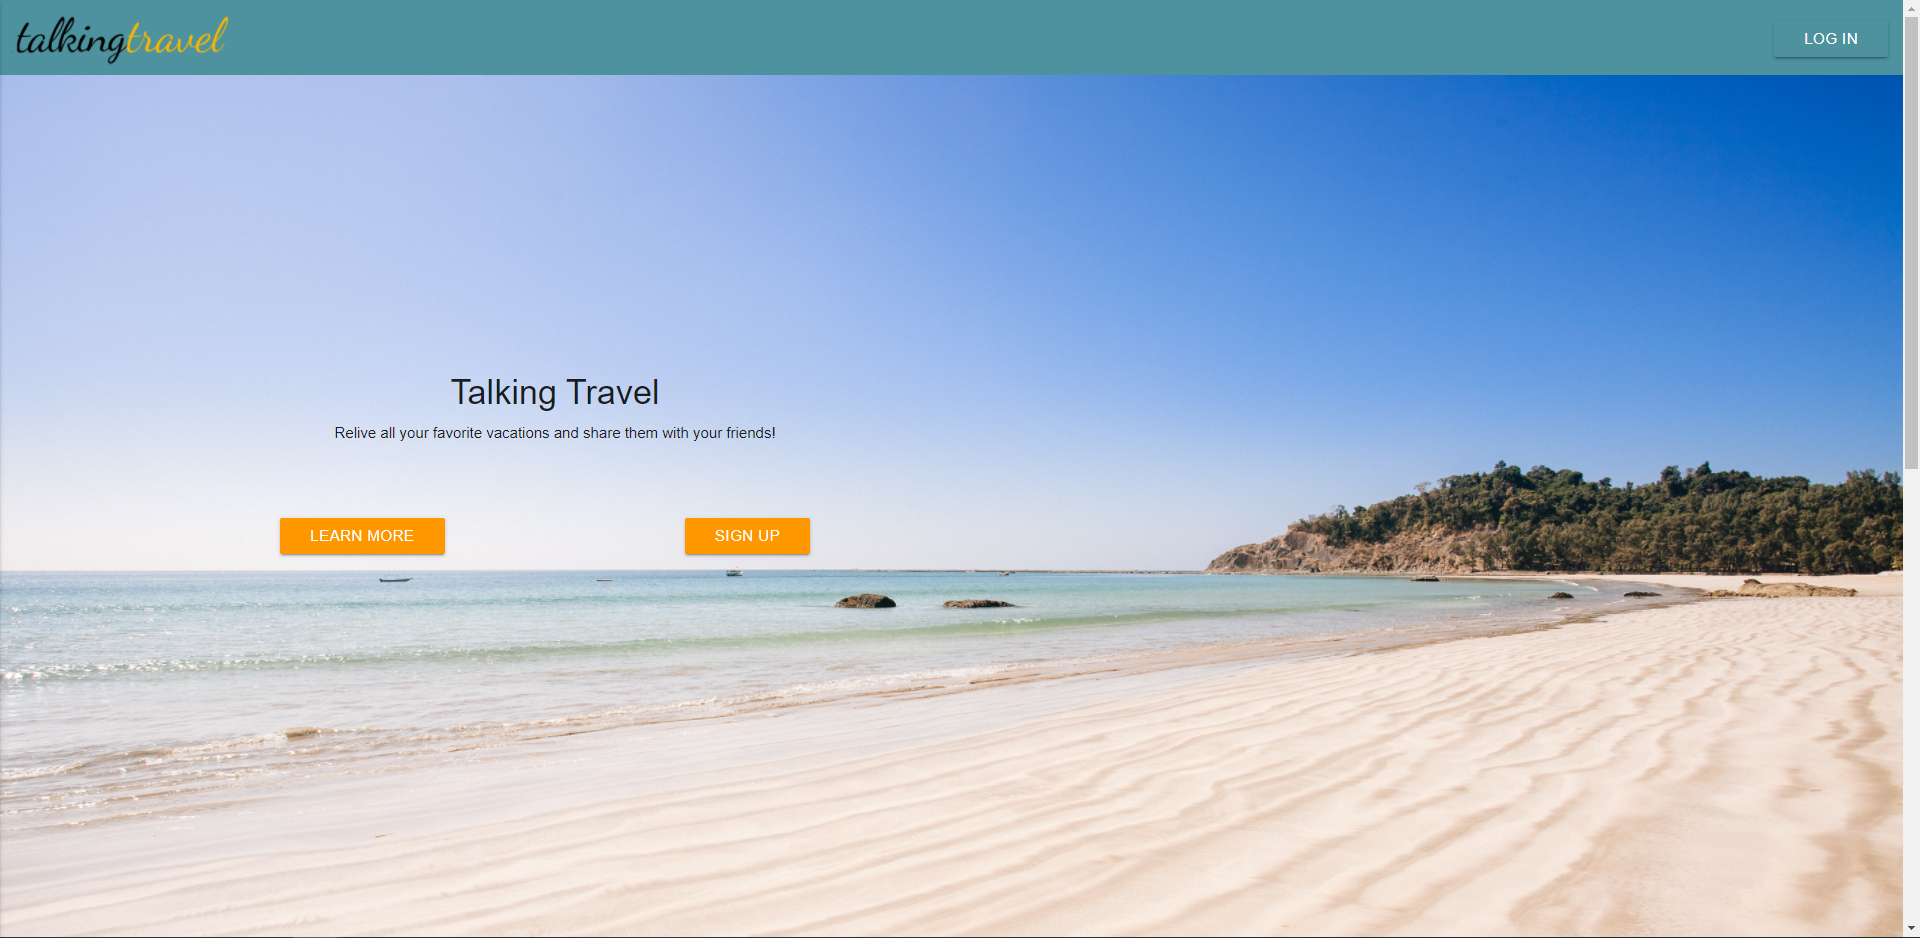 talkingtravel
LOG IN
Talking Travel
Relive all your favorite vacations and share them with your friends!
LEARN MORE
SIGN UP